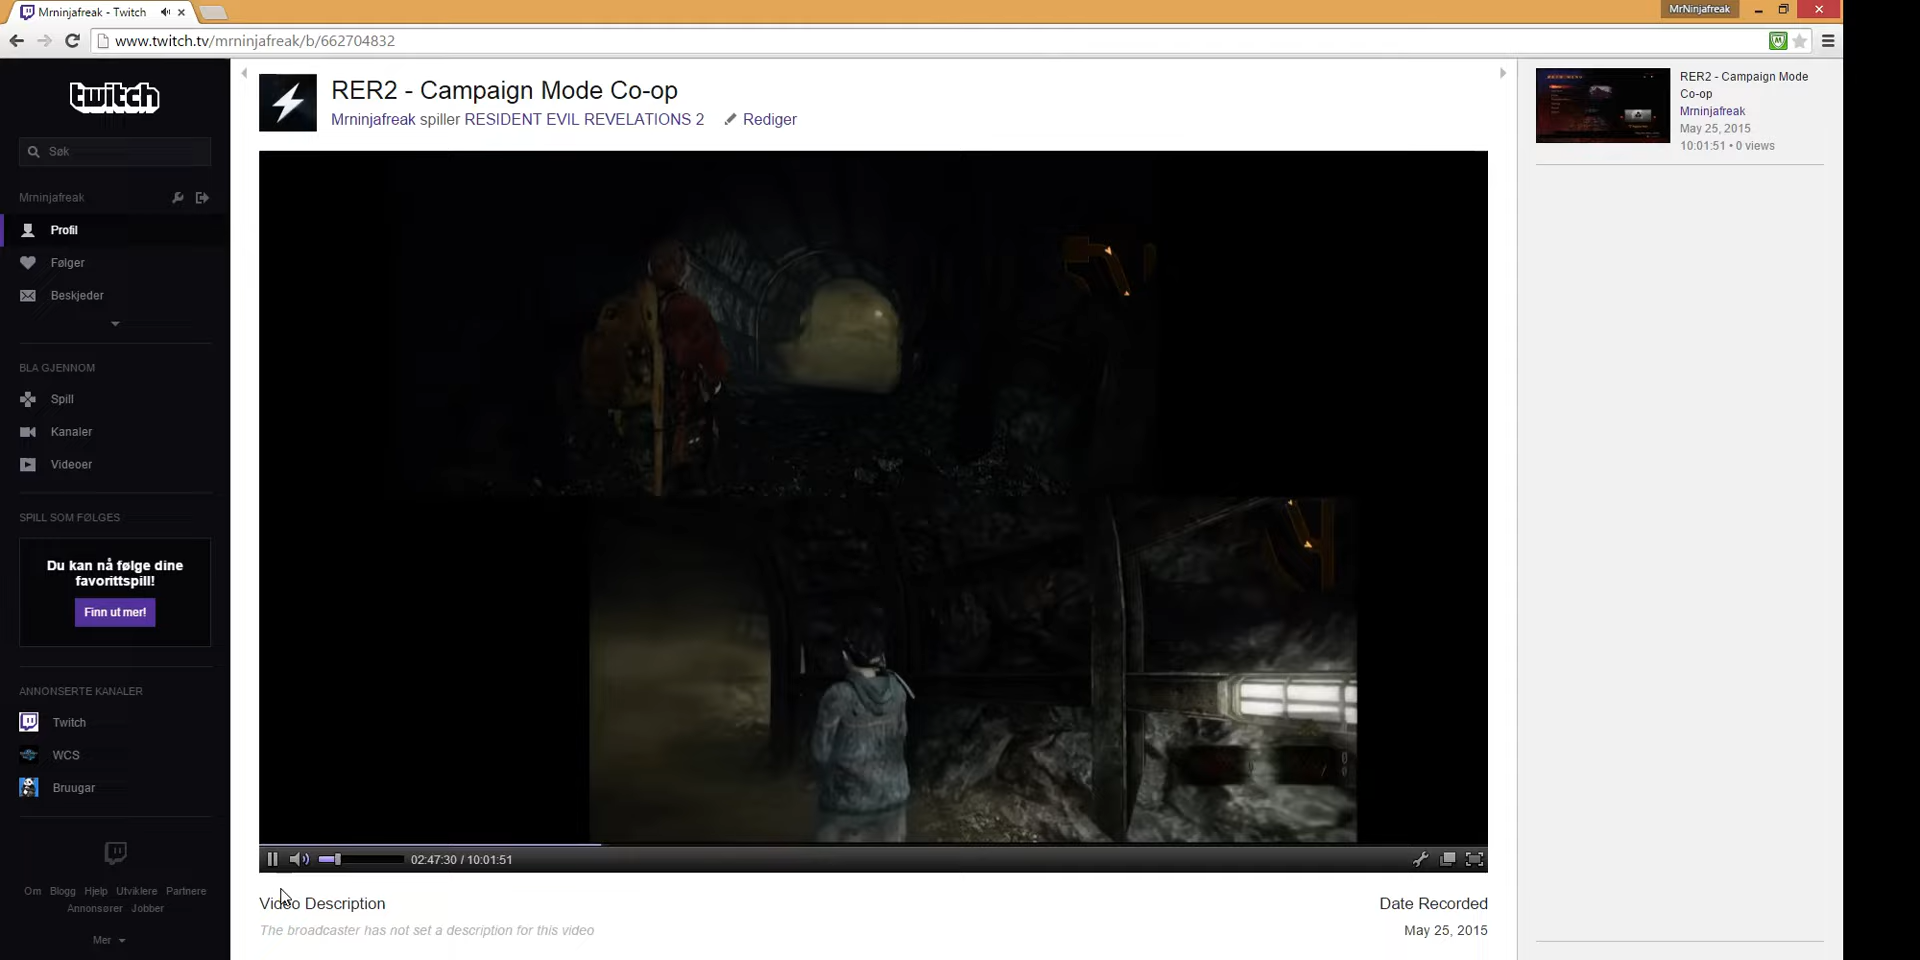 Mrninjafreak - Twitch
MrNinjafreak
www.twitch.tv/mrninjafreak/b/662704832
twitch
Søk
Mrninjafreak
Profil
Følger
Beskjeder
BLA GJENNOM
Spill
Kanaler
Videoer
SPILL SOM FØLGES
Du kan nå følge dine
favorittspill!
Finn ut mer!
ANNONSERTE KANALER
Twitch
WCS
Bruugar
Om Blogg Hjelp Utviklere Partnere
Annonsører Jobber
Mer
RER2 - Campaign Mode Co-op
Mrninjafreak spiller RESIDENT EVIL REVELATIONS 2 Rediger
02:47:30 / 10:01:51
Video Description
The broadcaster has not set a description for this video
Date Recorded
May 25, 2015
RER2 - Campaign Mode
Co-op
Mrninjafreak
May 25, 2015
10:01:51 • 0 views